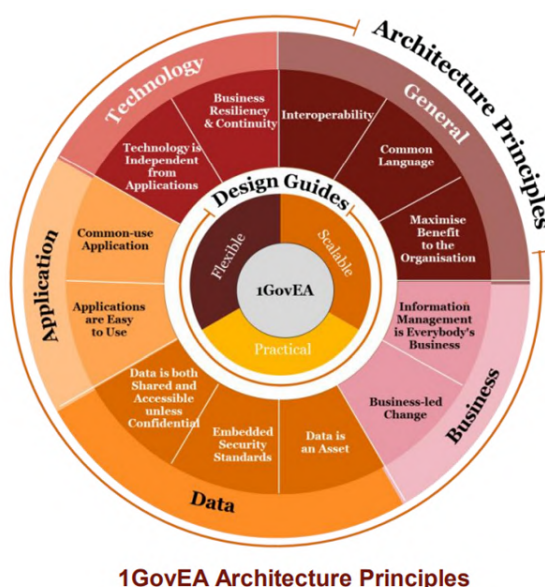 Architecture Principles
General
Interoperability
Common
Language
Maximise
Benefit
to the
Organisation
Business
Information
Management
is Everybody's
Business
Business-led
Change
Data
Data is
an Asset
Embedded
Security
Standards
Data is both
Shared and
Accessible
unless
Confidential
Application
Applications
are Easy
to Use
Common-use
Application
Technology
Technology is
Independent
from
Applications
Business
Resiliency
& Continuity
Design Guides
Flexible
Scalable
Practical
1GovEA
1GovEA Architecture Principles